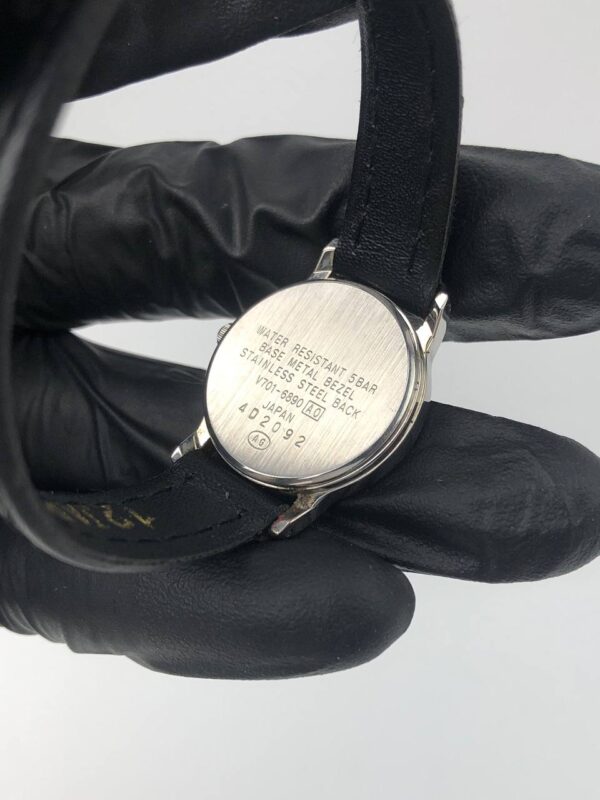 WATER RESISTANT 5BAR
BASE METAL BEZEL
STAINLESS STEEL BACK
V701-6890 A0
JAPAN
4D2092
AG